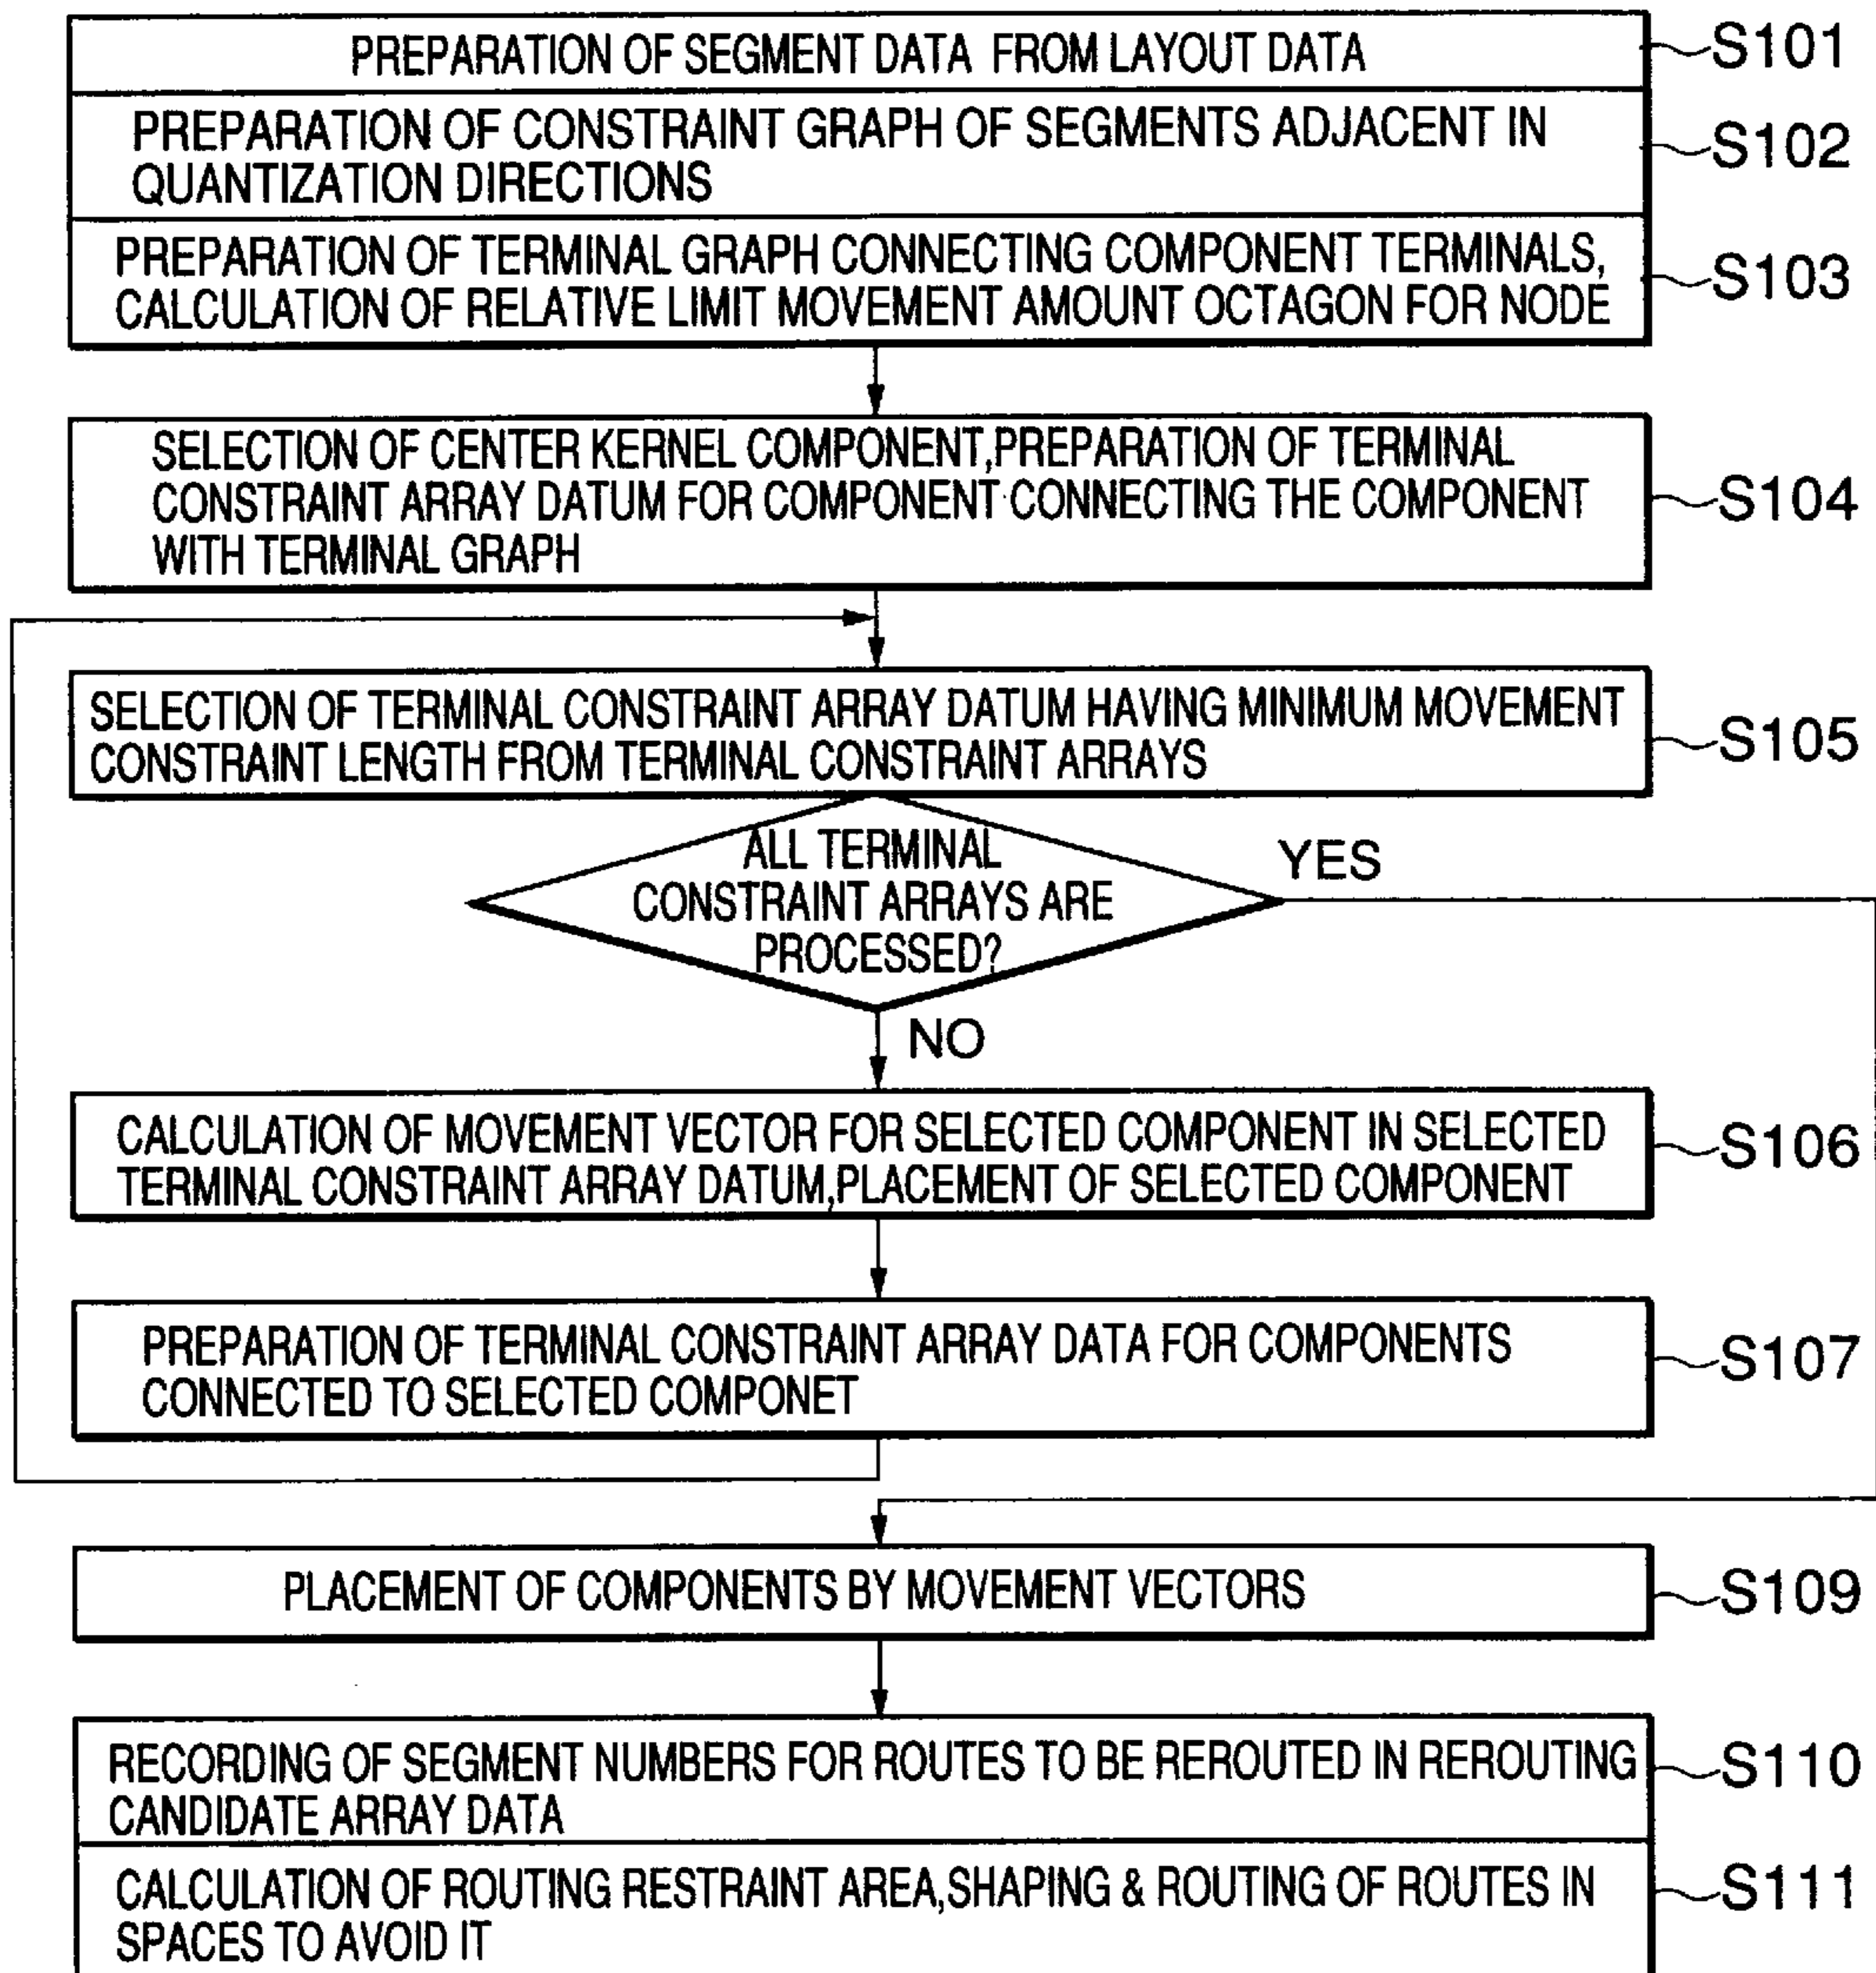 PREPARATION OF SEGMENT DATA FROM LAYOUT DATA
S101
PREPARATION OF CONSTRAINT GRAPH OF SEGMENTS ADJACENT IN
QUANTIZATION DIRECTIONS
S102
PREPARATION OF TERMINAL GRAPH CONNECTING COMPONENT TERMINALS,
CALCULATION OF RELATIVE LIMIT MOVEMENT AMOUNT OCTAGON FOR NODE
S103
SELECTION OF CENTER KERNEL COMPONENT,PREPARATION OF TERMINAL
CONSTRAINT ARRAY DATUM FOR COMPONENT CONNECTING THE COMPONENT
WITH TERMINAL GRAPH
S104
SELECTION OF TERMINAL CONSTRAINT ARRAY DATUM HAVING MINIMUM MOVEMENT
CONSTRAINT LENGTH FROM TERMINAL CONSTRAINT ARRAYS
S105
ALL TERMINAL
CONSTRAINT ARRAYS ARE
PROCESSED?
YES
NO
CALCULATION OF MOVEMENT VECTOR FOR SELECTED COMPONENT IN SELECTED
TERMINAL CONSTRAINT ARRAY DATUM,PLACEMENT OF SELECTED COMPONENT
S106
PREPARATION OF TERMINAL CONSTRAINT ARRAY DATA FOR COMPONENTS
CONNECTED TO SELECTED COMPONET
S107
PLACEMENT OF COMPONENTS BY MOVEMENT VECTORS
S109
RECORDING OF SEGMENT NUMBERS FOR ROUTES TO BE REROUTED IN REROUTING
CANDIDATE ARRAY DATA
S110
CALCULATION OF ROUTING RESTRAINT AREA,SHAPING & ROUTING OF ROUTES IN
SPACES TO AVOID IT
S111